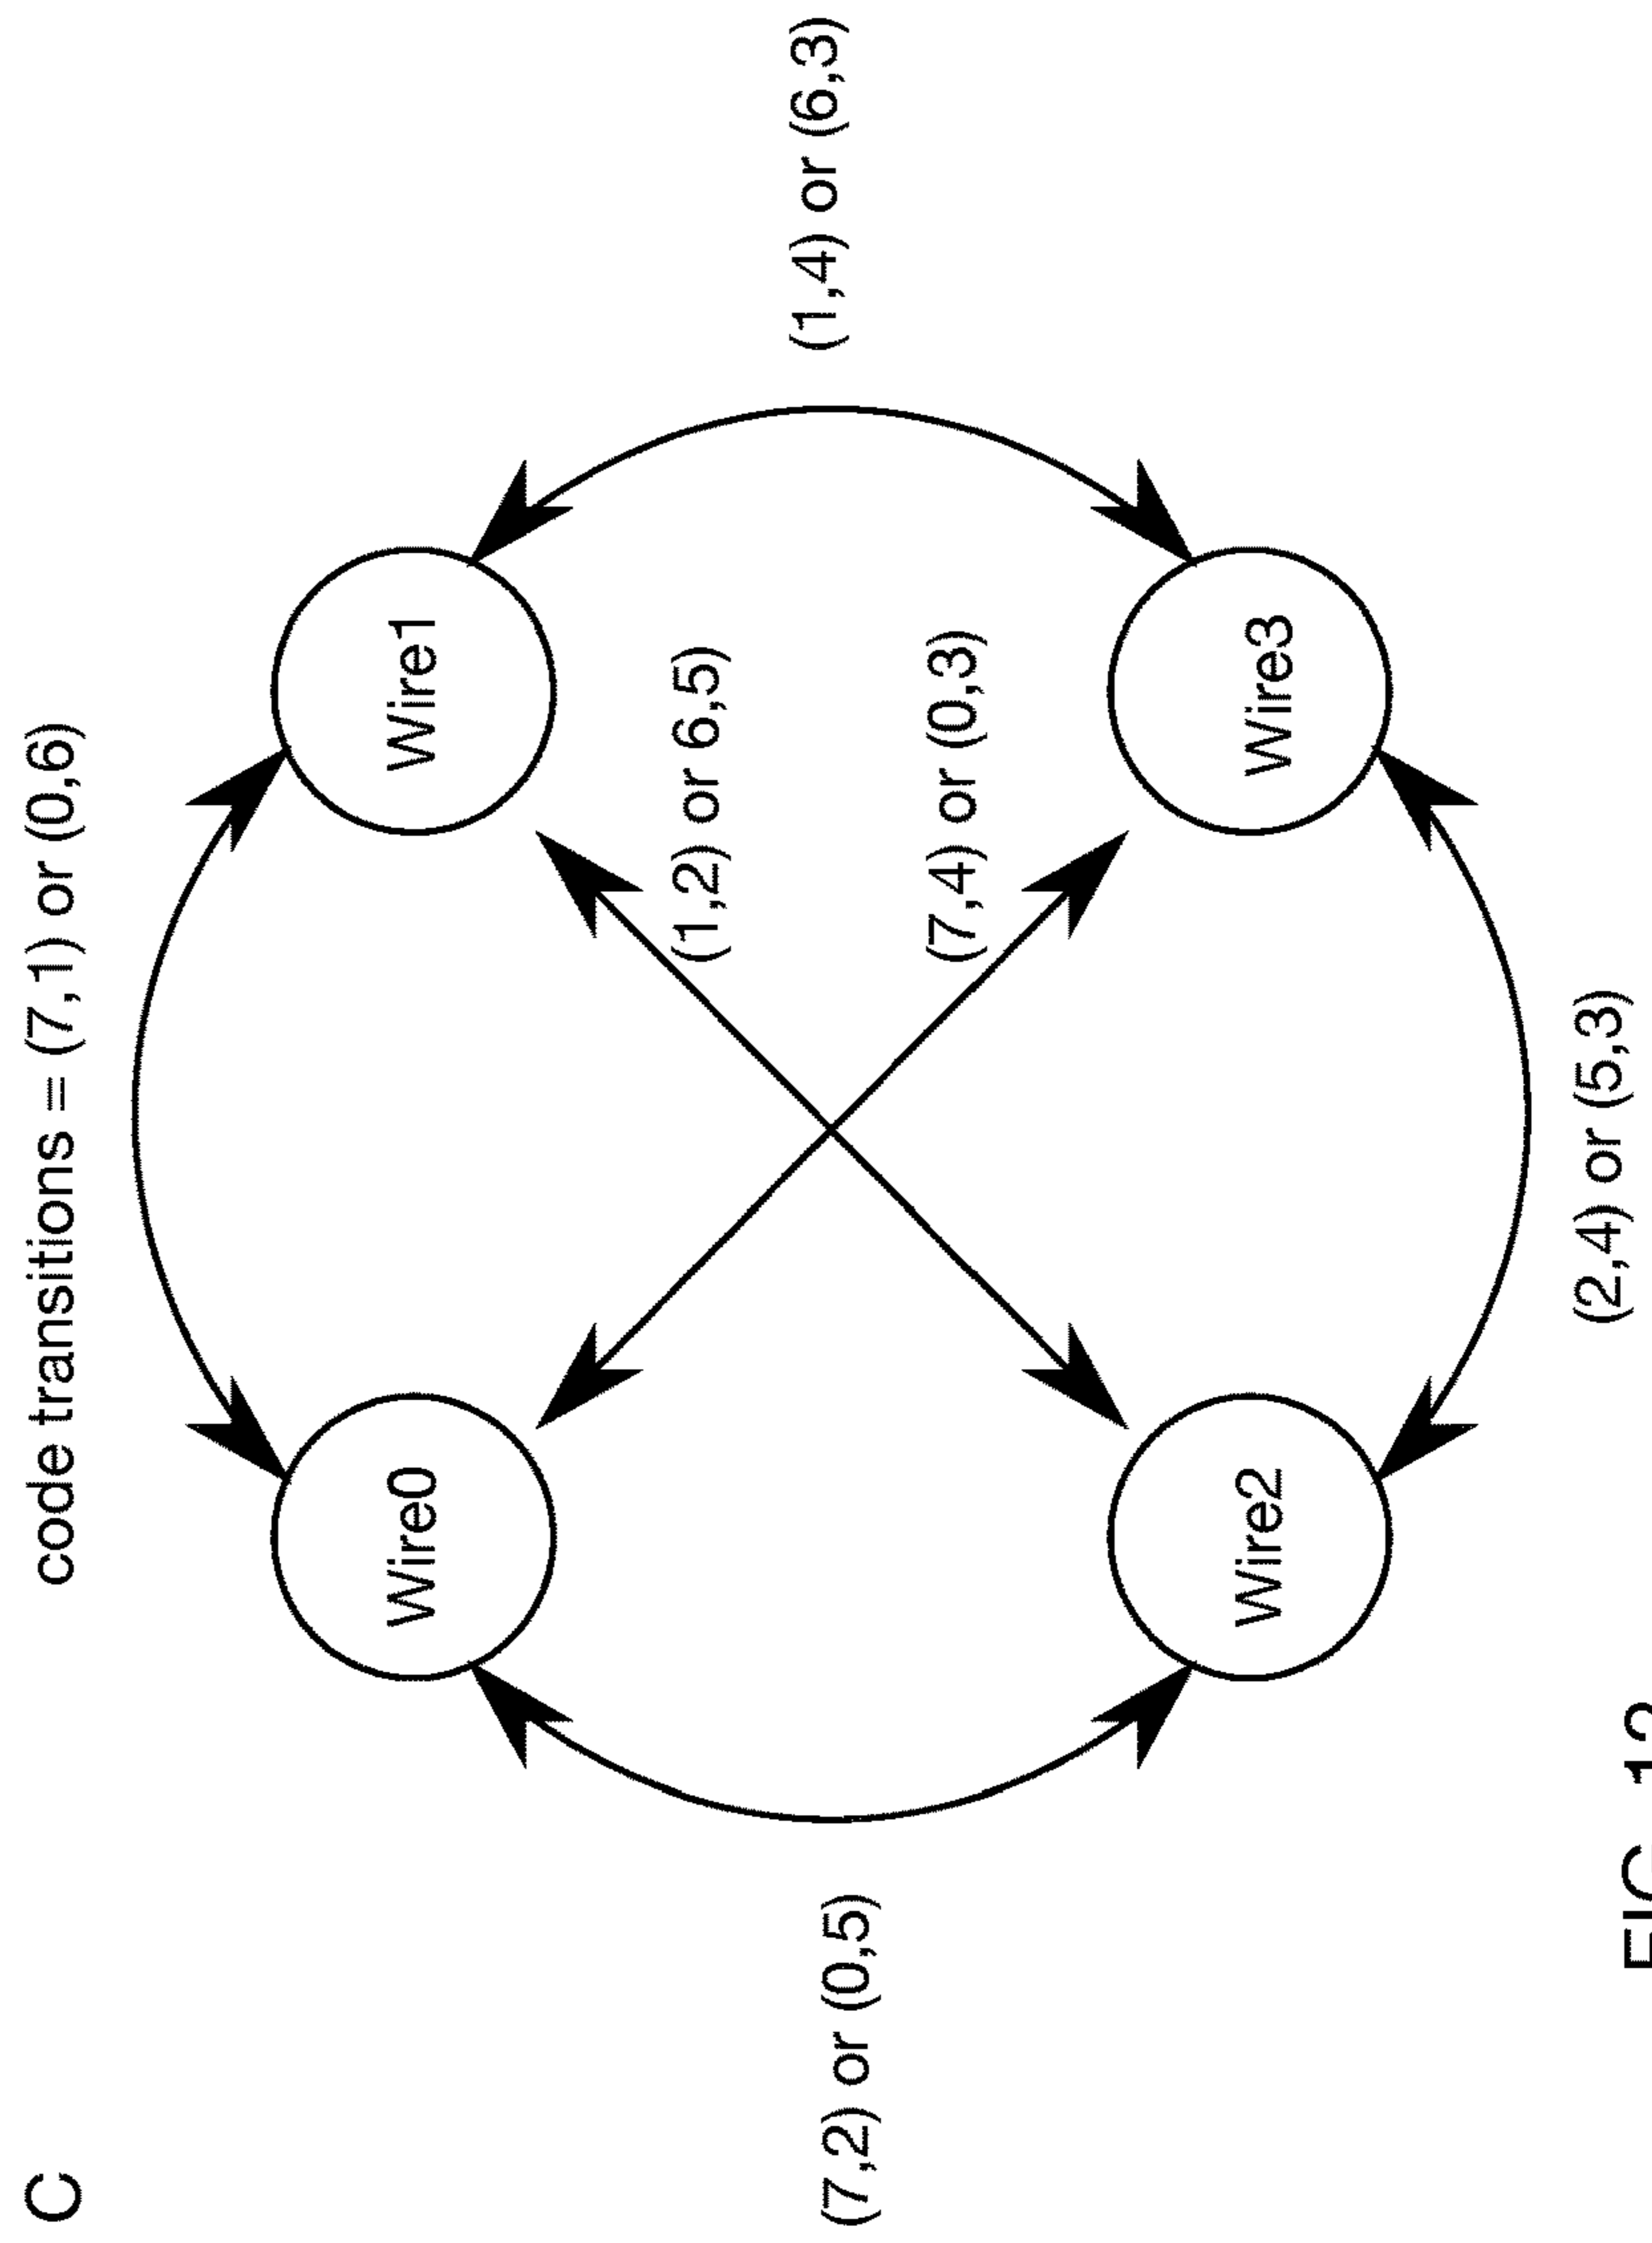 C
code transitions = (7,1) or (0,6)
Wire0
Wire1
(1,2) or 6,5)
(7,2) or (0,5)
(1,4) or (6,3)
(7,4) or (0,3)
Wire2
Wire3
(2,4) or (5,3)
FIG